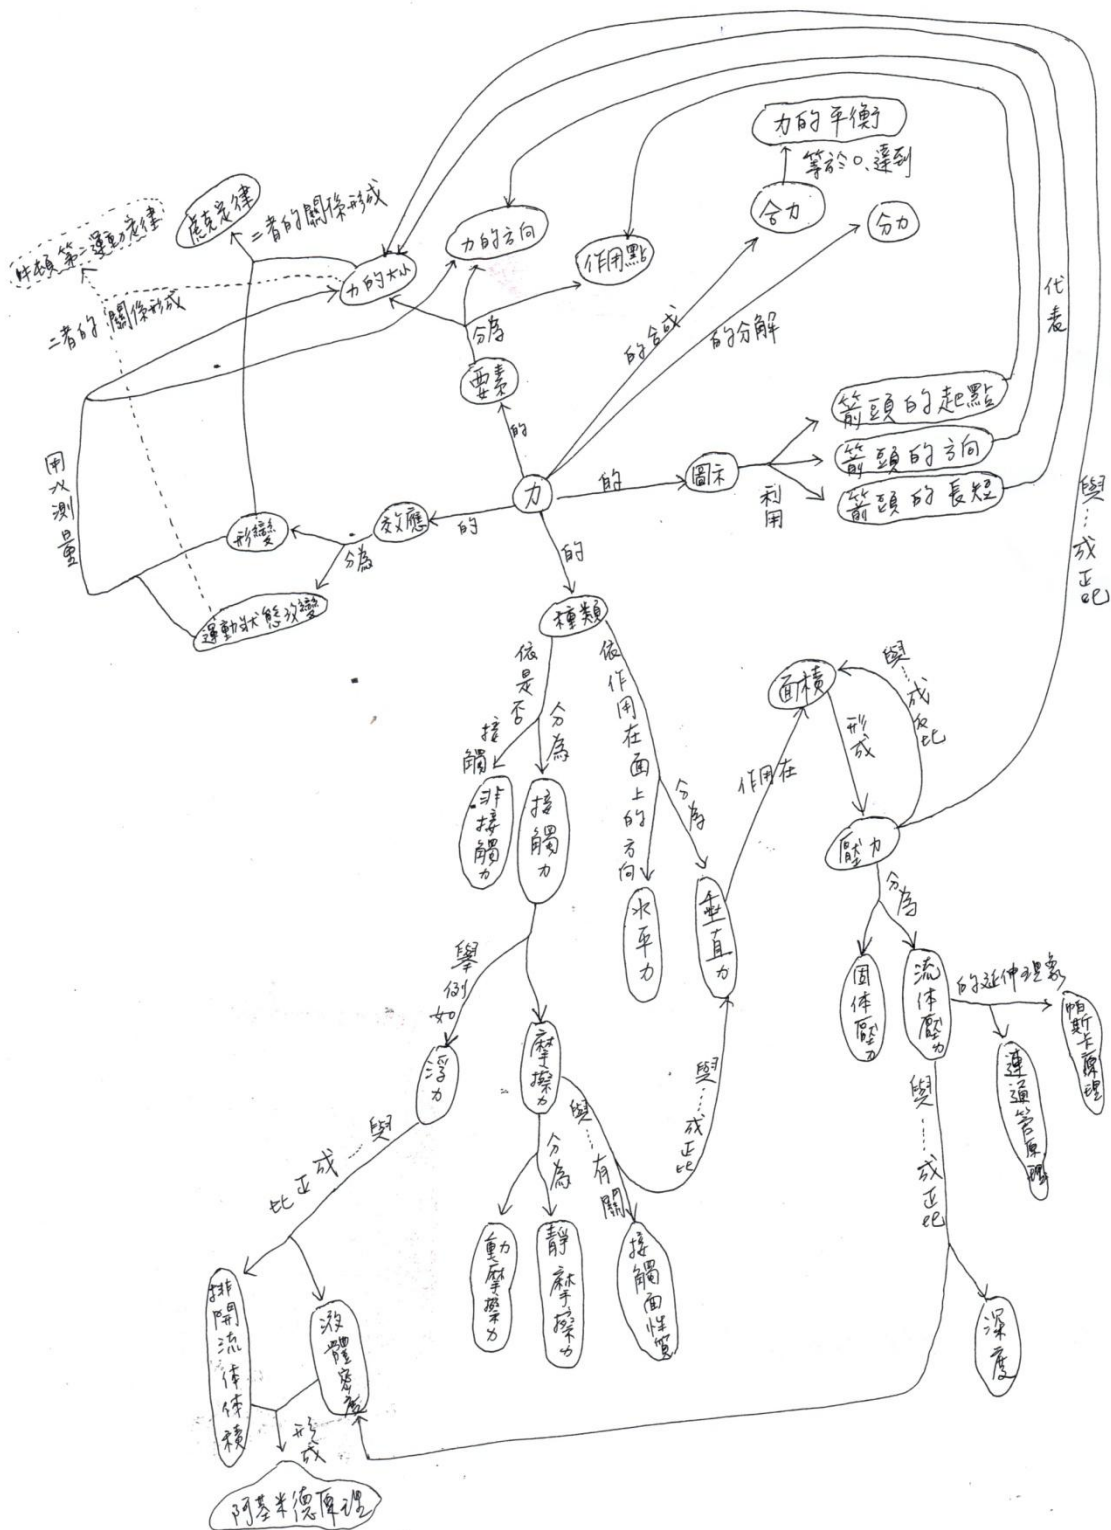 力的平衡
等於0、達到
合力
分力
虎克定律
二者的關係形成
牛頓第二運動定律
力的方向
作用點
力的大小
二者的關係形成
代表
分為
的合成
的分解
要素
箭頭的起點
的
箭頭的方向
圖示
的
力
利用
箭頭的長短
用以測量
與…成正比
形變
效應
的
分為
的
運動狀態改變
種類
依是否接觸
分為
依作用在面上的方向
分為
面積
與…成反比
形成
作用在
非接觸力
接觸力
壓力
分為
水平力
垂直力
固体壓力
流体壓力
的延伸現象
帕斯卡原理
連通管原理
舉例如
浮力
摩擦力
與…成正比
與……成正比
與……成正比
分為
與…有關
動摩擦力
靜摩擦力
接觸面性質
排開流体体積
液體密度
深度
形成
阿基米德原理